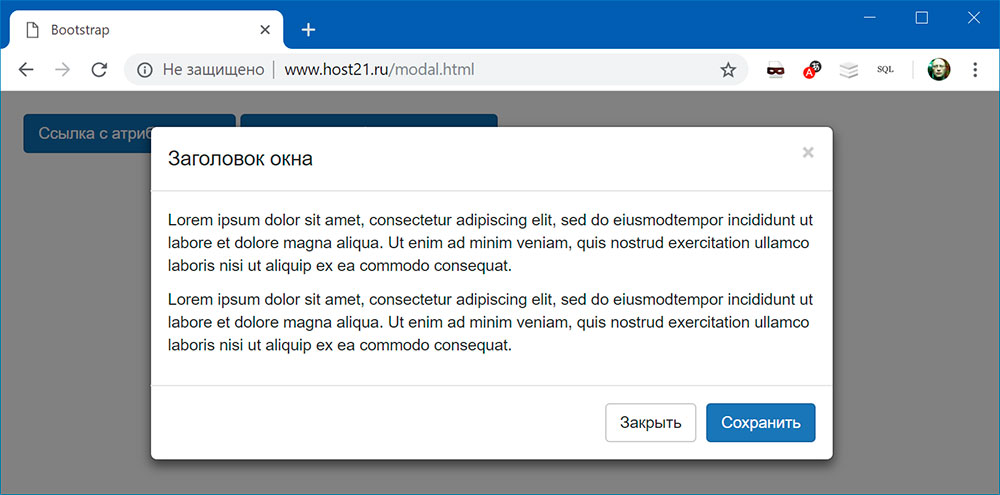 Bootstrap
Не защищено | www.host21.ru/modal.html
SQL
Ссылка с
Заголовок окна
Lorem ipsum dolor sit amet, consectetur adipiscing elit, sed do eiusmodtempor incididunt ut
labore et dolore magna aliqua. Ut enim ad minim veniam, quis nostrud exercitation ullamco
laboris nisi ut aliquip ex ea commodo consequat.
Lorem ipsum dolor sit amet, consectetur adipiscing elit, sed do eiusmodtempor incididunt ut
labore et dolore magna aliqua. Ut enim ad minim veniam, quis nostrud exercitation ullamco
laboris nisi ut aliquip ex ea commodo consequat.
Закрыть Сохранить